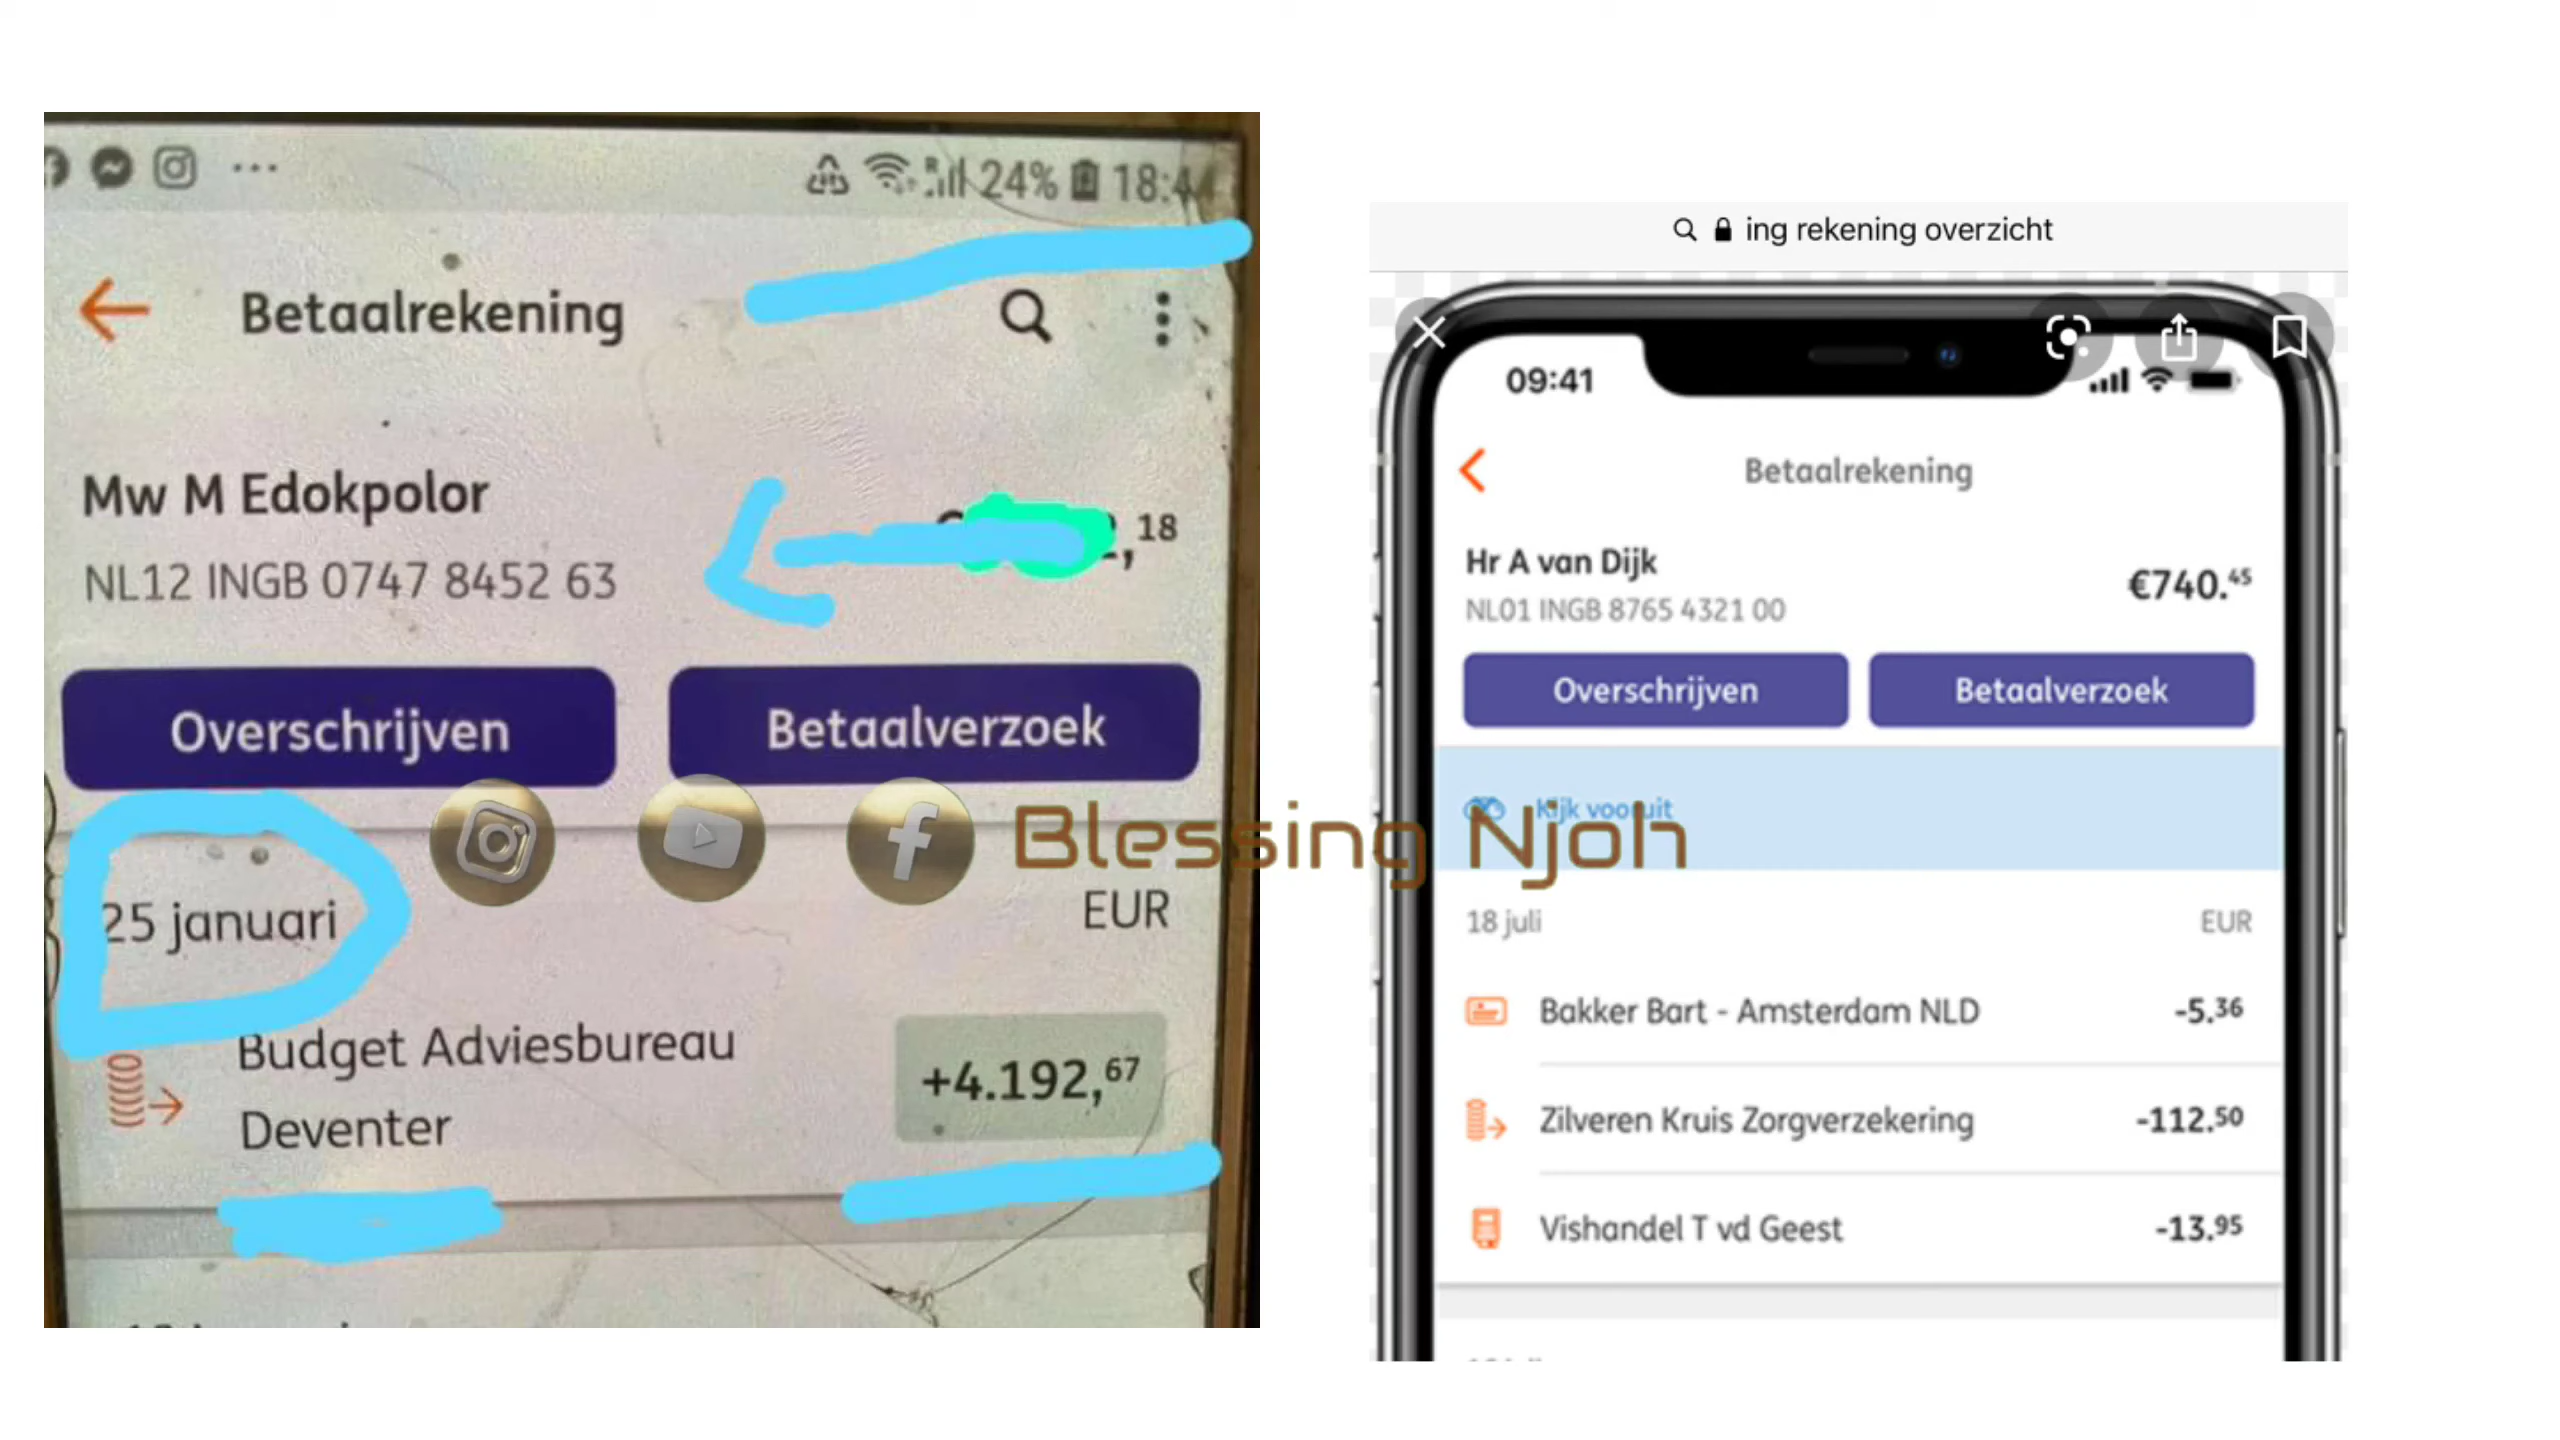 24% 18:44
Betaalrekening
Mw M Edokpolor
,18
NL12 INGB 0747 8452 63
Overschrijven
Betaalverzoek
25 januari
EUR
Budget Adviesbureau
Deventer
+4.192,67
Blessing Njoh
ing rekening overzicht
09:41
Betaalrekening
Hr A van Dijk
€740.45
NL01 INGB 8765 4321 00
Overschrijven
Betaalverzoek
Kijk vooruit
18 juli
EUR
Bakker Bart - Amsterdam NLD
-5.36
Zilveren Kruis Zorgverzekering
-112.50
Vishandel T vd Geest
-13.95